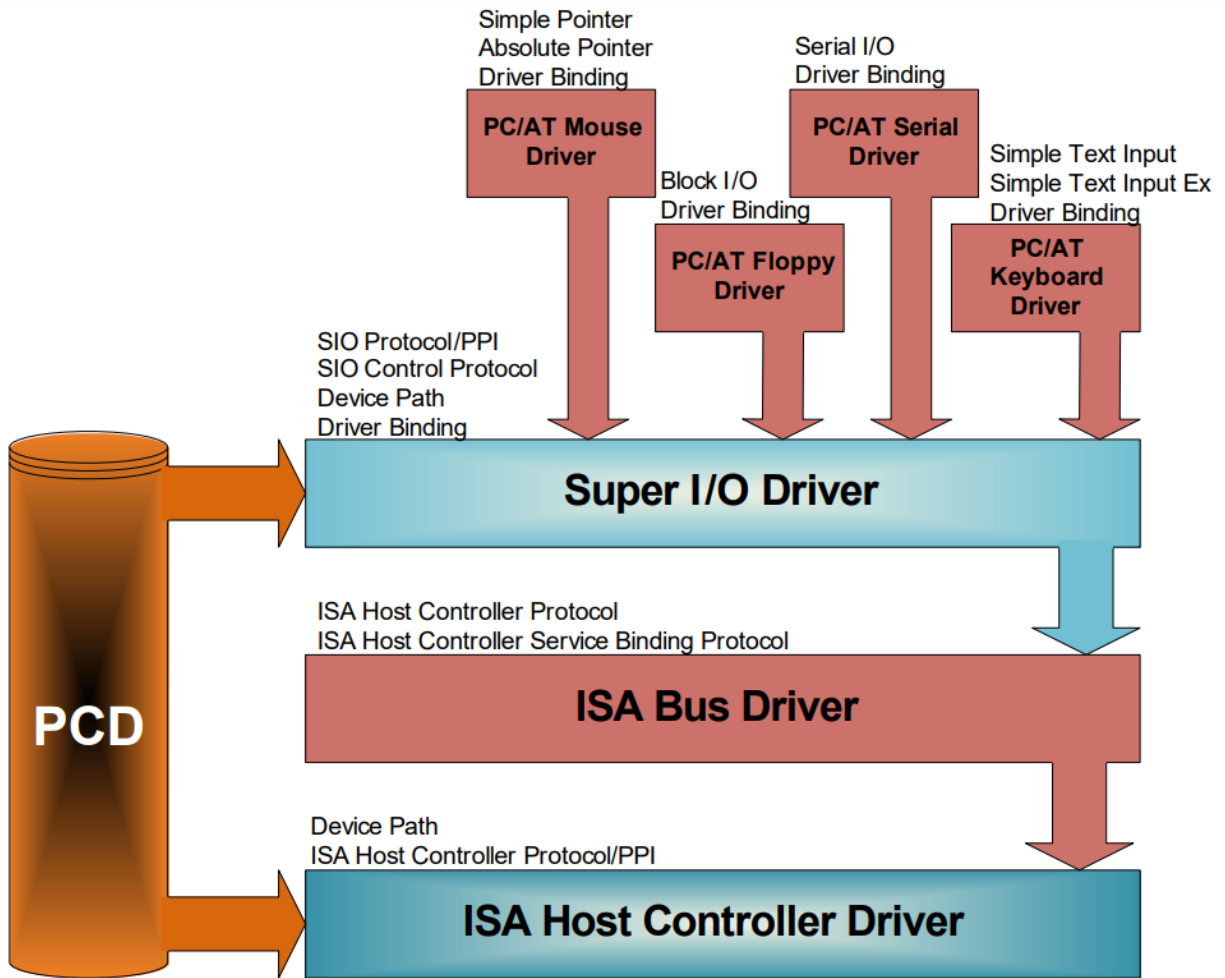 Simple Pointer
Absolute Pointer
Driver Binding
PC/AT Mouse
Driver
Serial I/O
Driver Binding
PC/AT Serial
Driver
Block I/O
Driver Binding
PC/AT Floppy
Driver
Simple Text Input
Simple Text Input Ex
Driver Binding
PC/AT
Keyboard
Driver
SIO Protocol/PPI
SIO Control Protocol
Device Path
Driver Binding
Super I/O Driver
ISA Host Controller Protocol
ISA Host Controller Service Binding Protocol
ISA Bus Driver
PCD
Device Path
ISA Host Controller Protocol/PPI
ISA Host Controller Driver